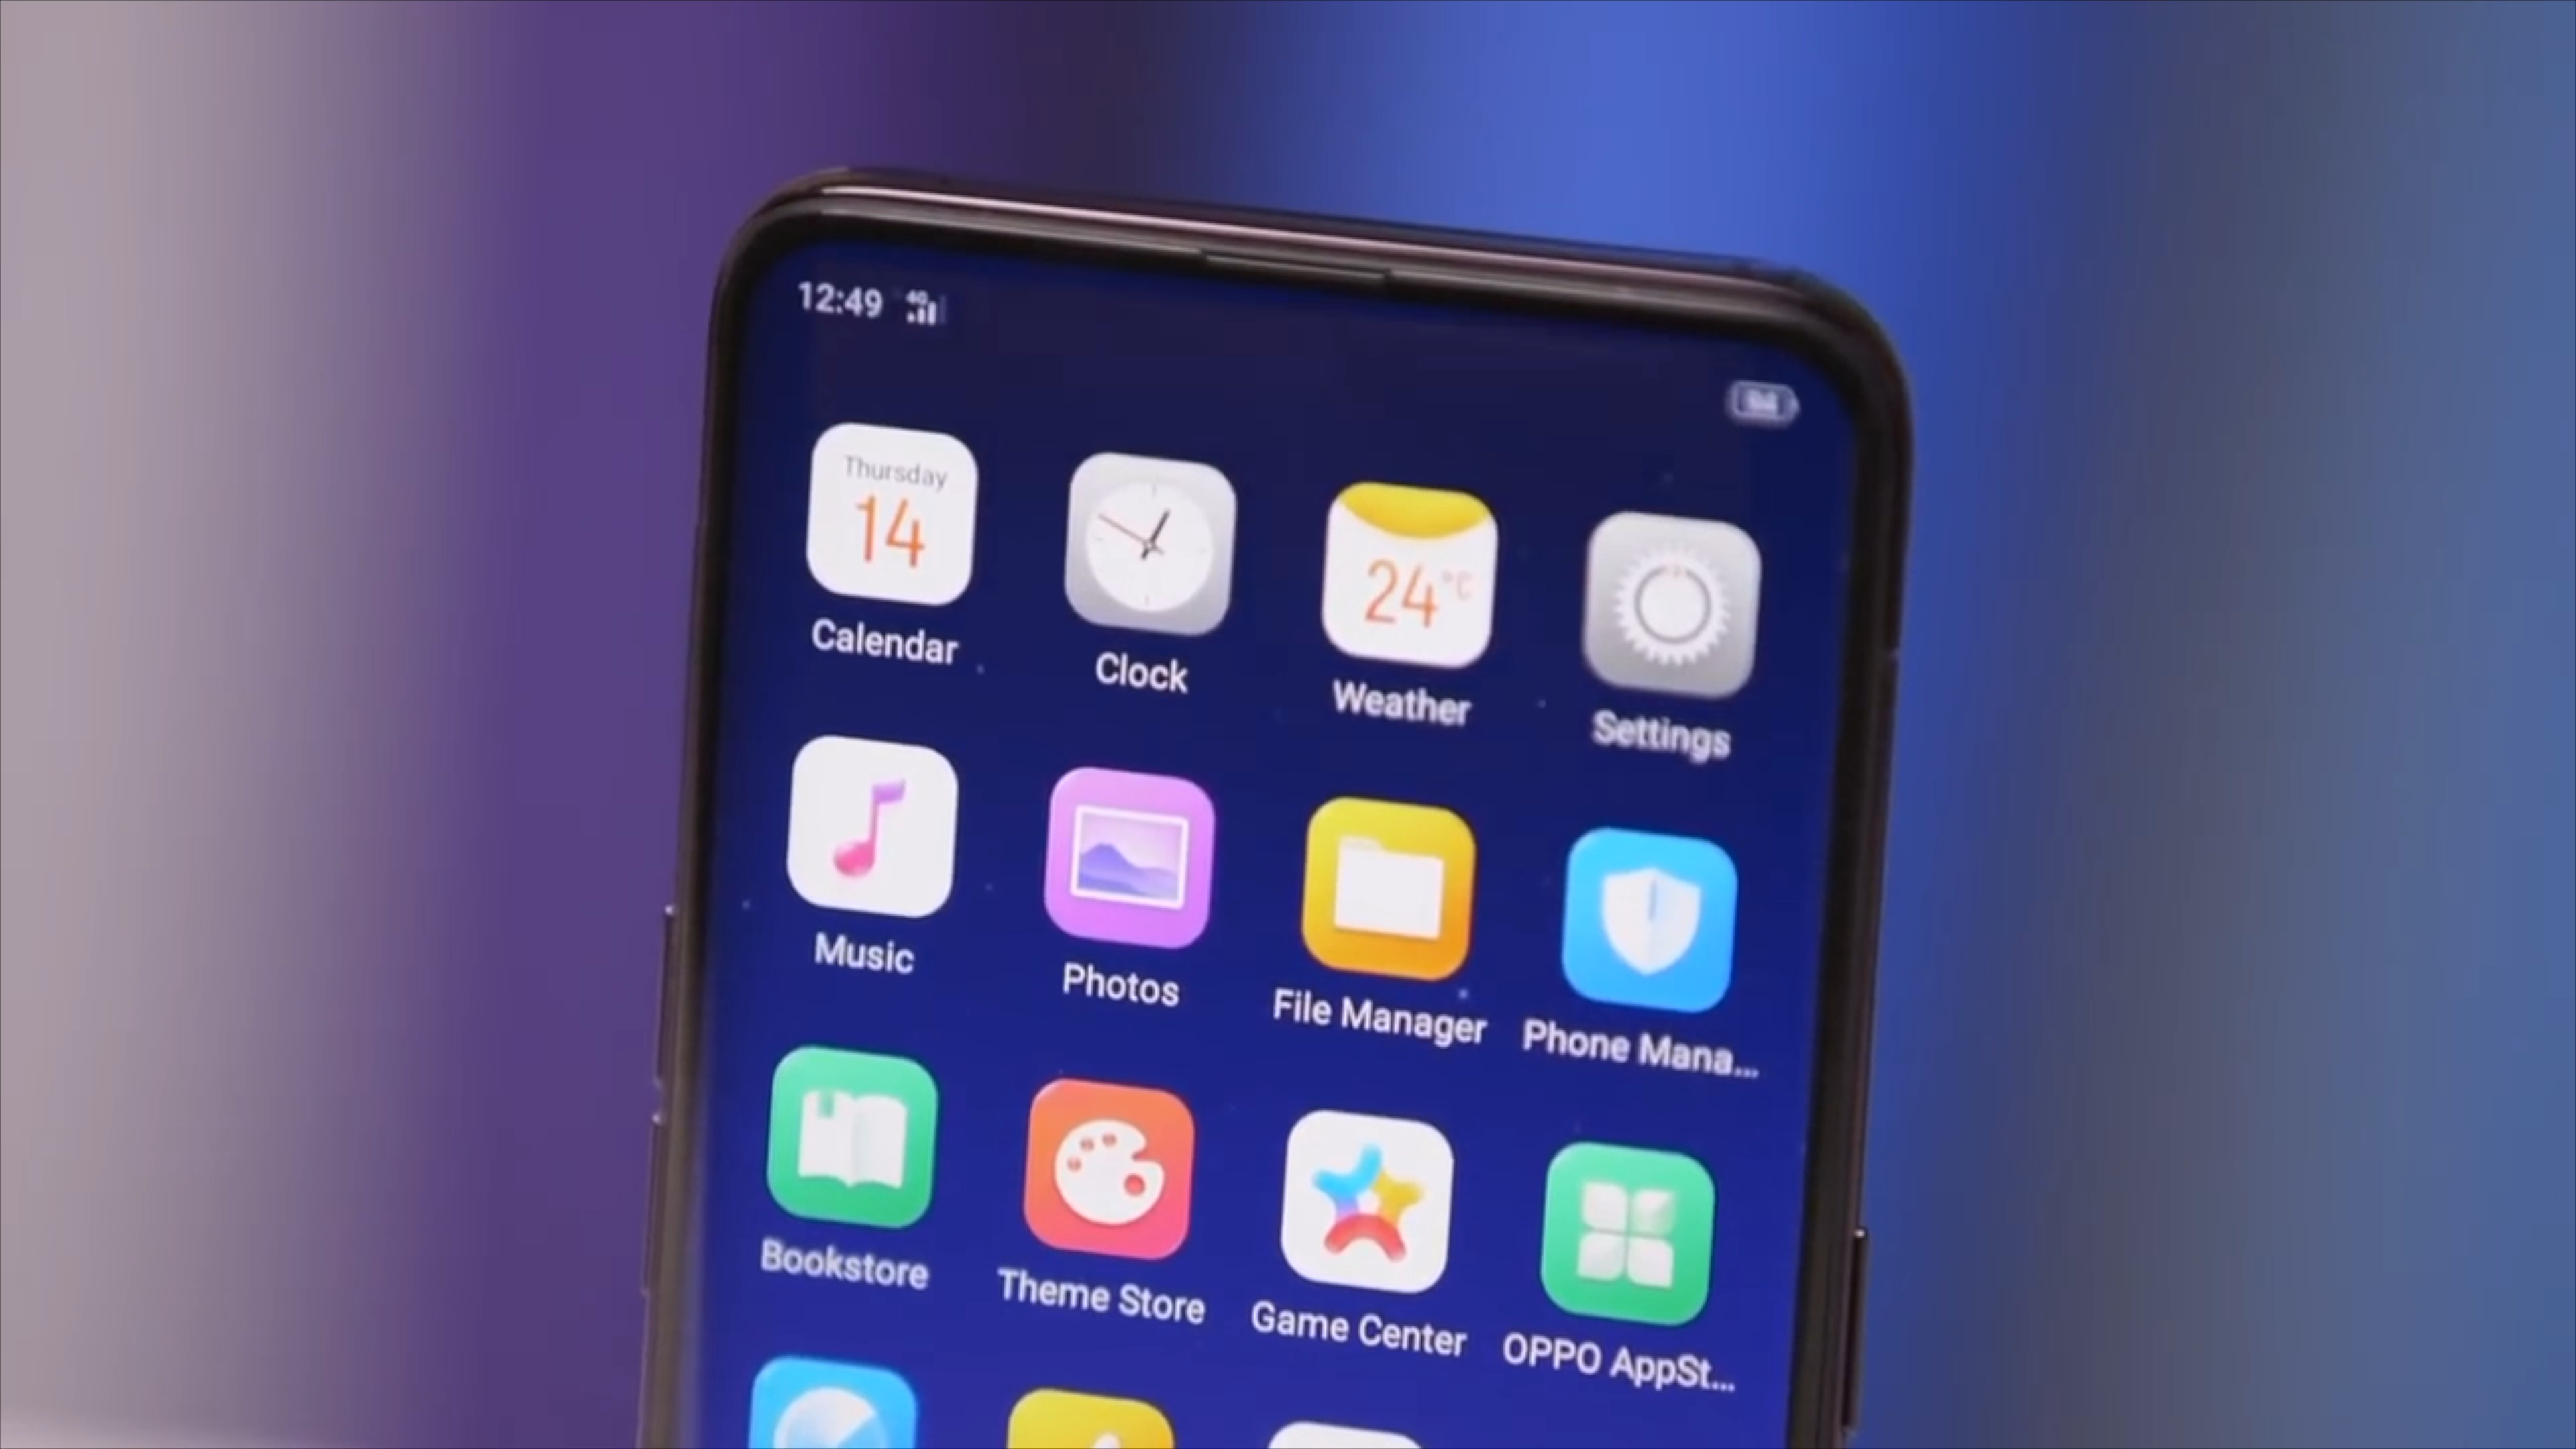 12:49 4G
Thursday
14
24°C
Calendar
Clock
Weather
Settings
Music
Photos
File Manager
Phone Mana...
Bookstore
Theme Store
Game Center
OPPO AppSt...